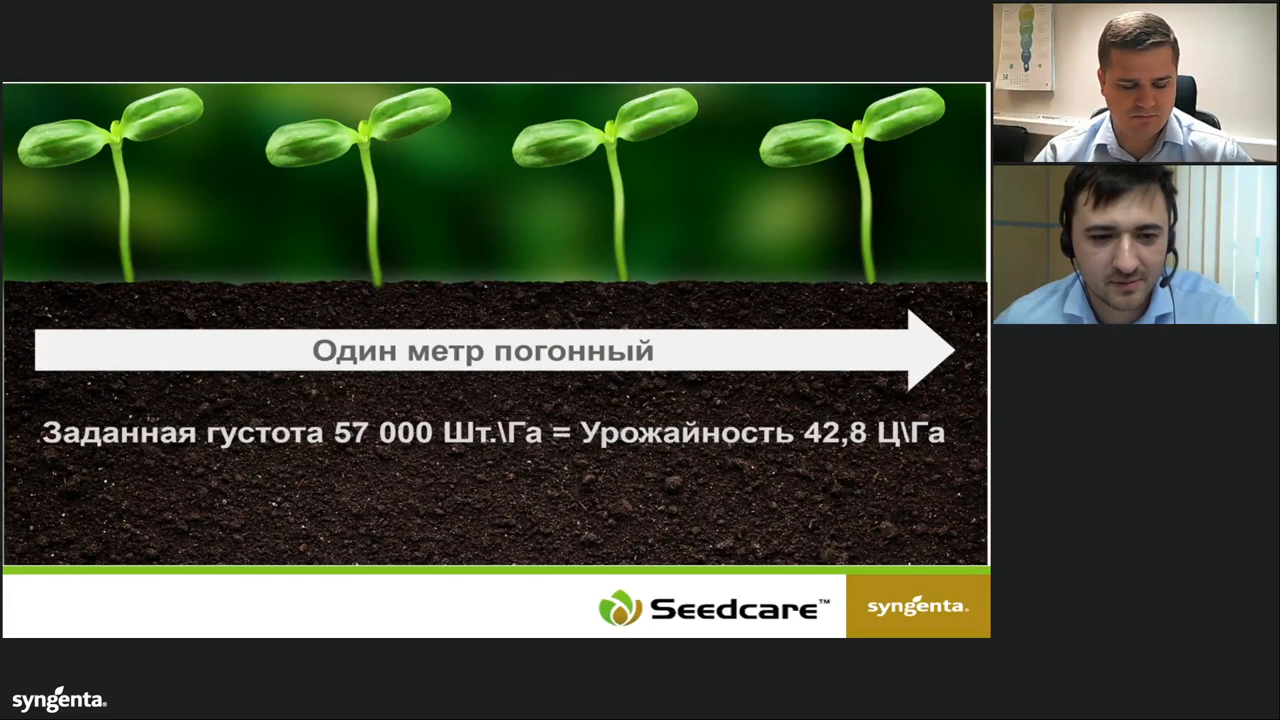 Один метр погонный
Заданная густота 57 000 Шт.\Га = Урожайность 42,8 Ц\Га
Seedcare™
syngenta.
syngenta®